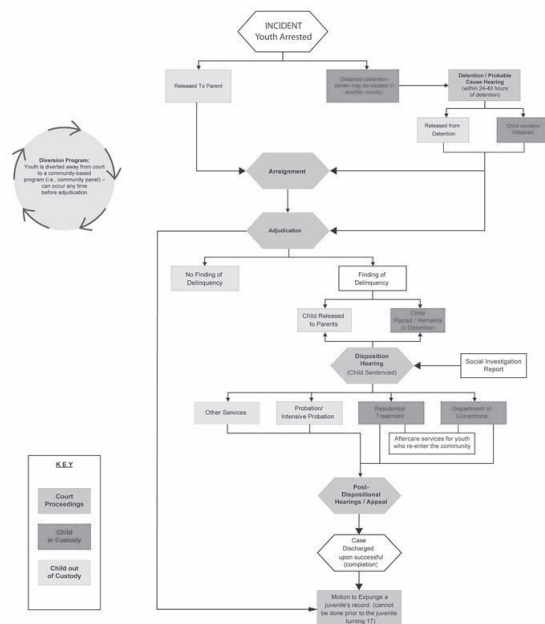 INCIDENT
Youth Arrested
Released To Parent
Detained (detention
center may be located in
another county)
Detention / Probable
Cause Hearing
(within 24-40 hours
of detention)
Released from
Detention
Child remains
Detained
Diversion Program:
Youth is diverted away from court
to a community-based
program (i.e., community panel) –
can occur any time
before adjudication
Arraignment
Adjudication
No Finding of
Delinquency
Finding of
Delinquency
Child Released
to Parents
Child
Placed / Remains
in Detention
Disposition
Hearing
(Child Sentenced)
Social Investigation
Report
Other Services
Probation/
Intensive Probation
Residential
Treatment
Department of
Corrections
Aftercare services for youth
who re-enter the community
Post-
Dispositional
Hearings / Appeal
Case
Discharged
upon successful
(completion)
Motion to Expunge a
juvenile's record. (cannot
be done prior to the juvenile
turning 17)
KEY
Court
Proceedings
Child
in Custody
Child out
of Custody